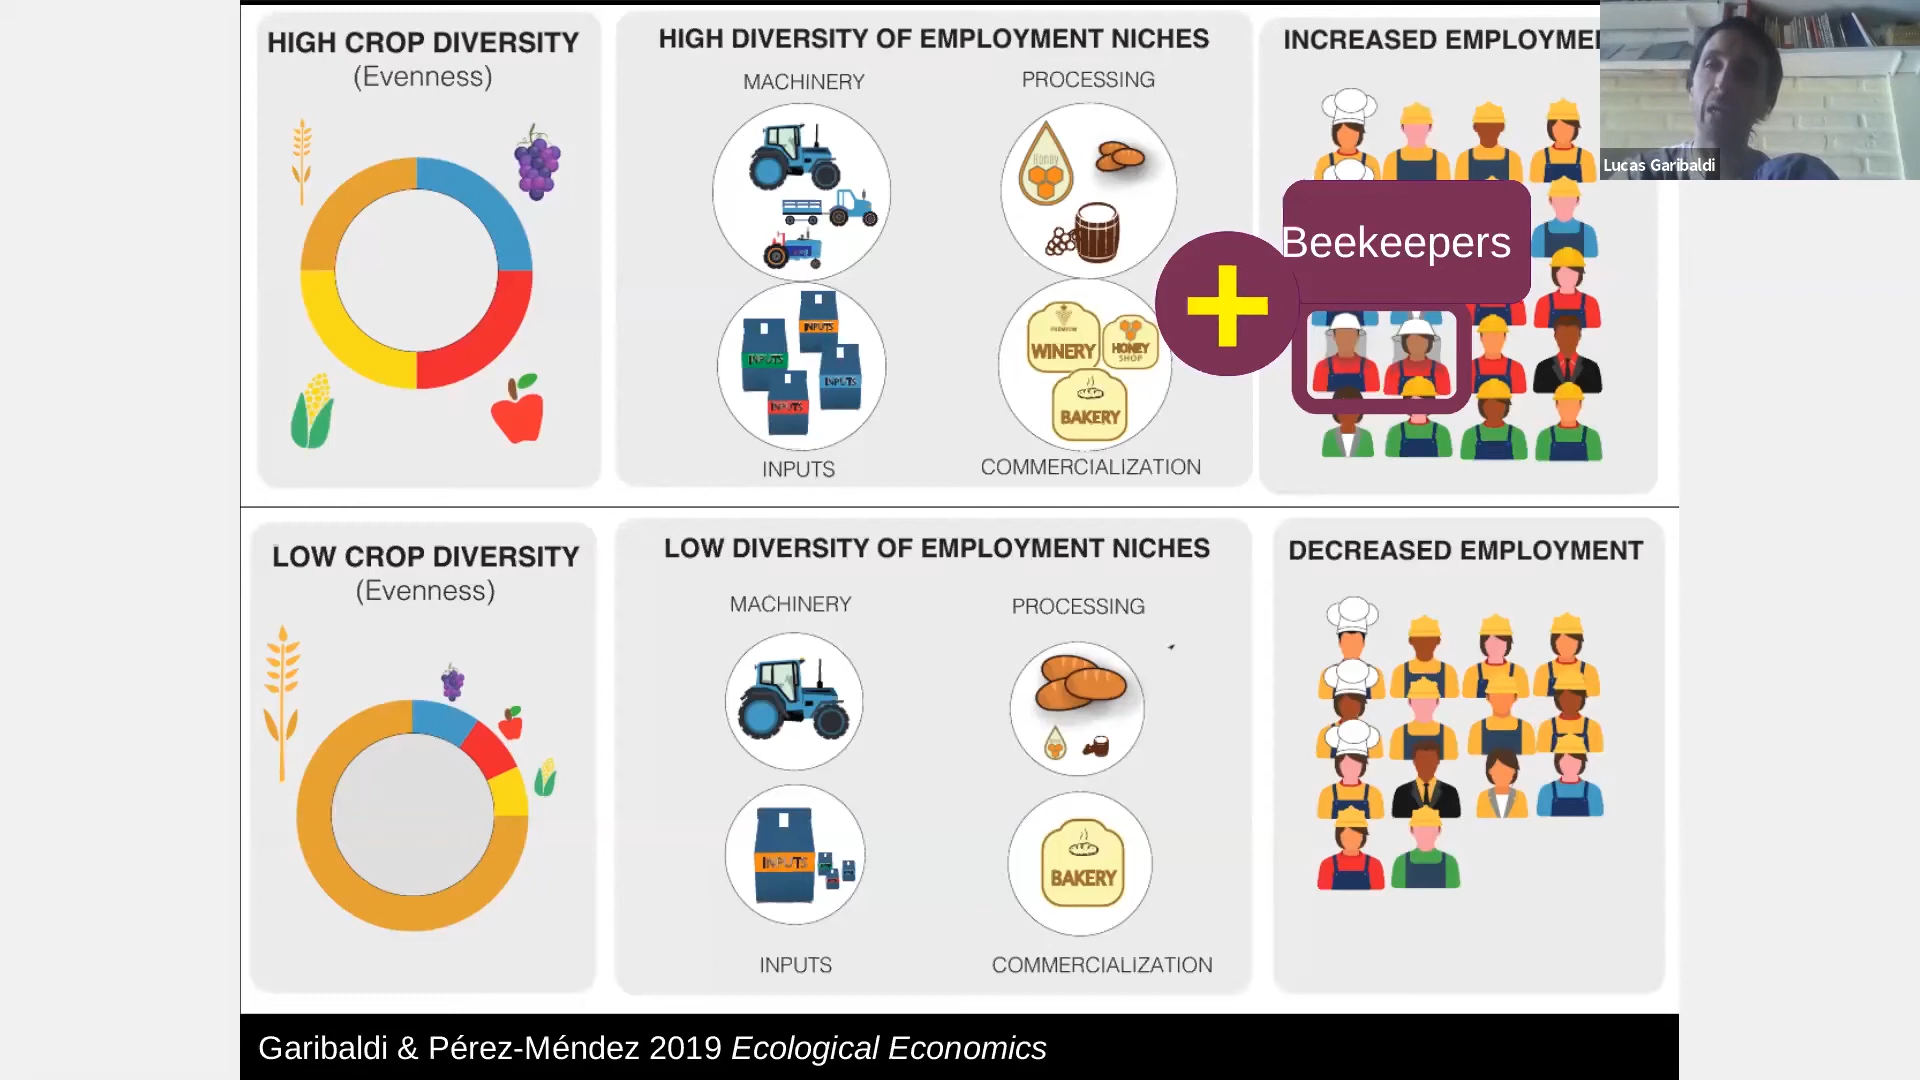 HIGH CROP DIVERSITY
(Evenness)
HIGH DIVERSITY OF EMPLOYMENT NICHES
MACHINERY
PROCESSING
Honey
INPUTS
INPUTS
INPUTS
INPUTS
PREMIUM
WINERY
HONEY
SHOP
BAKERY
INPUTS
COMMERCIALIZATION
INCREASED EMPLOYME
Lucas Garibaldi
Beekeepers
LOW CROP DIVERSITY
(Evenness)
LOW DIVERSITY OF EMPLOYMENT NICHES
MACHINERY
PROCESSING
INPUTS
BAKERY
INPUTS
COMMERCIALIZATION
DECREASED EMPLOYMENT
Garibaldi & Pérez-Méndez 2019 Ecological Economics